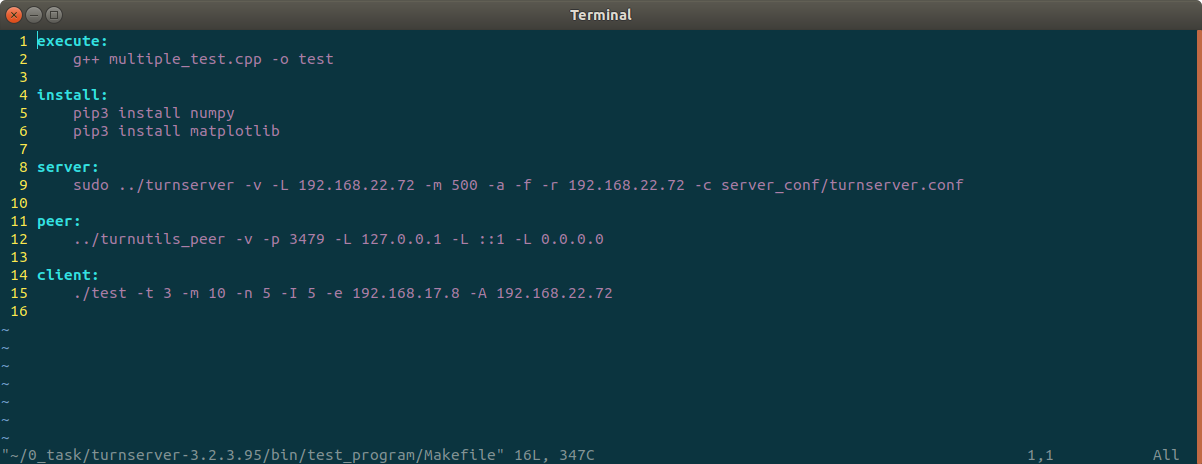 Terminal
1 execute:
2 g++ multiple_test.cpp -o test
3
4 install:
5 pip3 install numpy
6 pip3 install matplotlib
7
8 server:
9 sudo ../turnserver -v -L 192.168.22.72 -m 500 -a -f -r 192.168.22.72 -c server_conf/turnserver.conf
10
11 peer:
12 ../turnutils_peer -v -p 3479 -L 127.0.0.1 -L ::1 -L 0.0.0.0
13
14 client:
15 ./test -t 3 -m 10 -n 5 -I 5 -e 192.168.17.8 -A 192.168.22.72
16
~
~
~
~
~
~
~
"~/0_task/turnserver-3.2.3.95/bin/test_program/Makefile" 16L, 347C 1,1 All